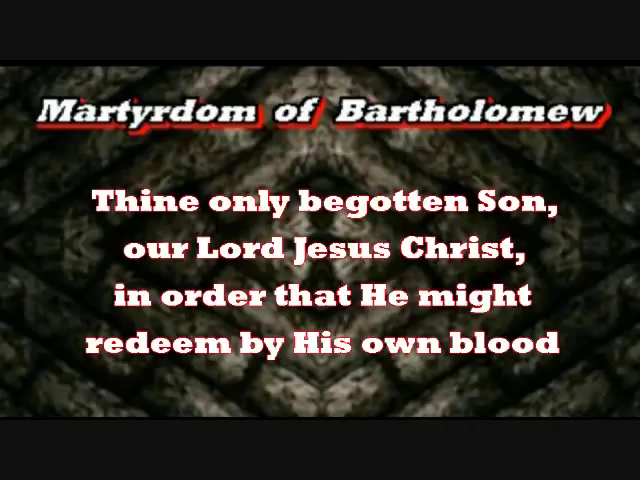 Martyrdom of Bartholomew
Thine only begotten Son,
our Lord Jesus Christ,
in order that He might
redeem by His own blood